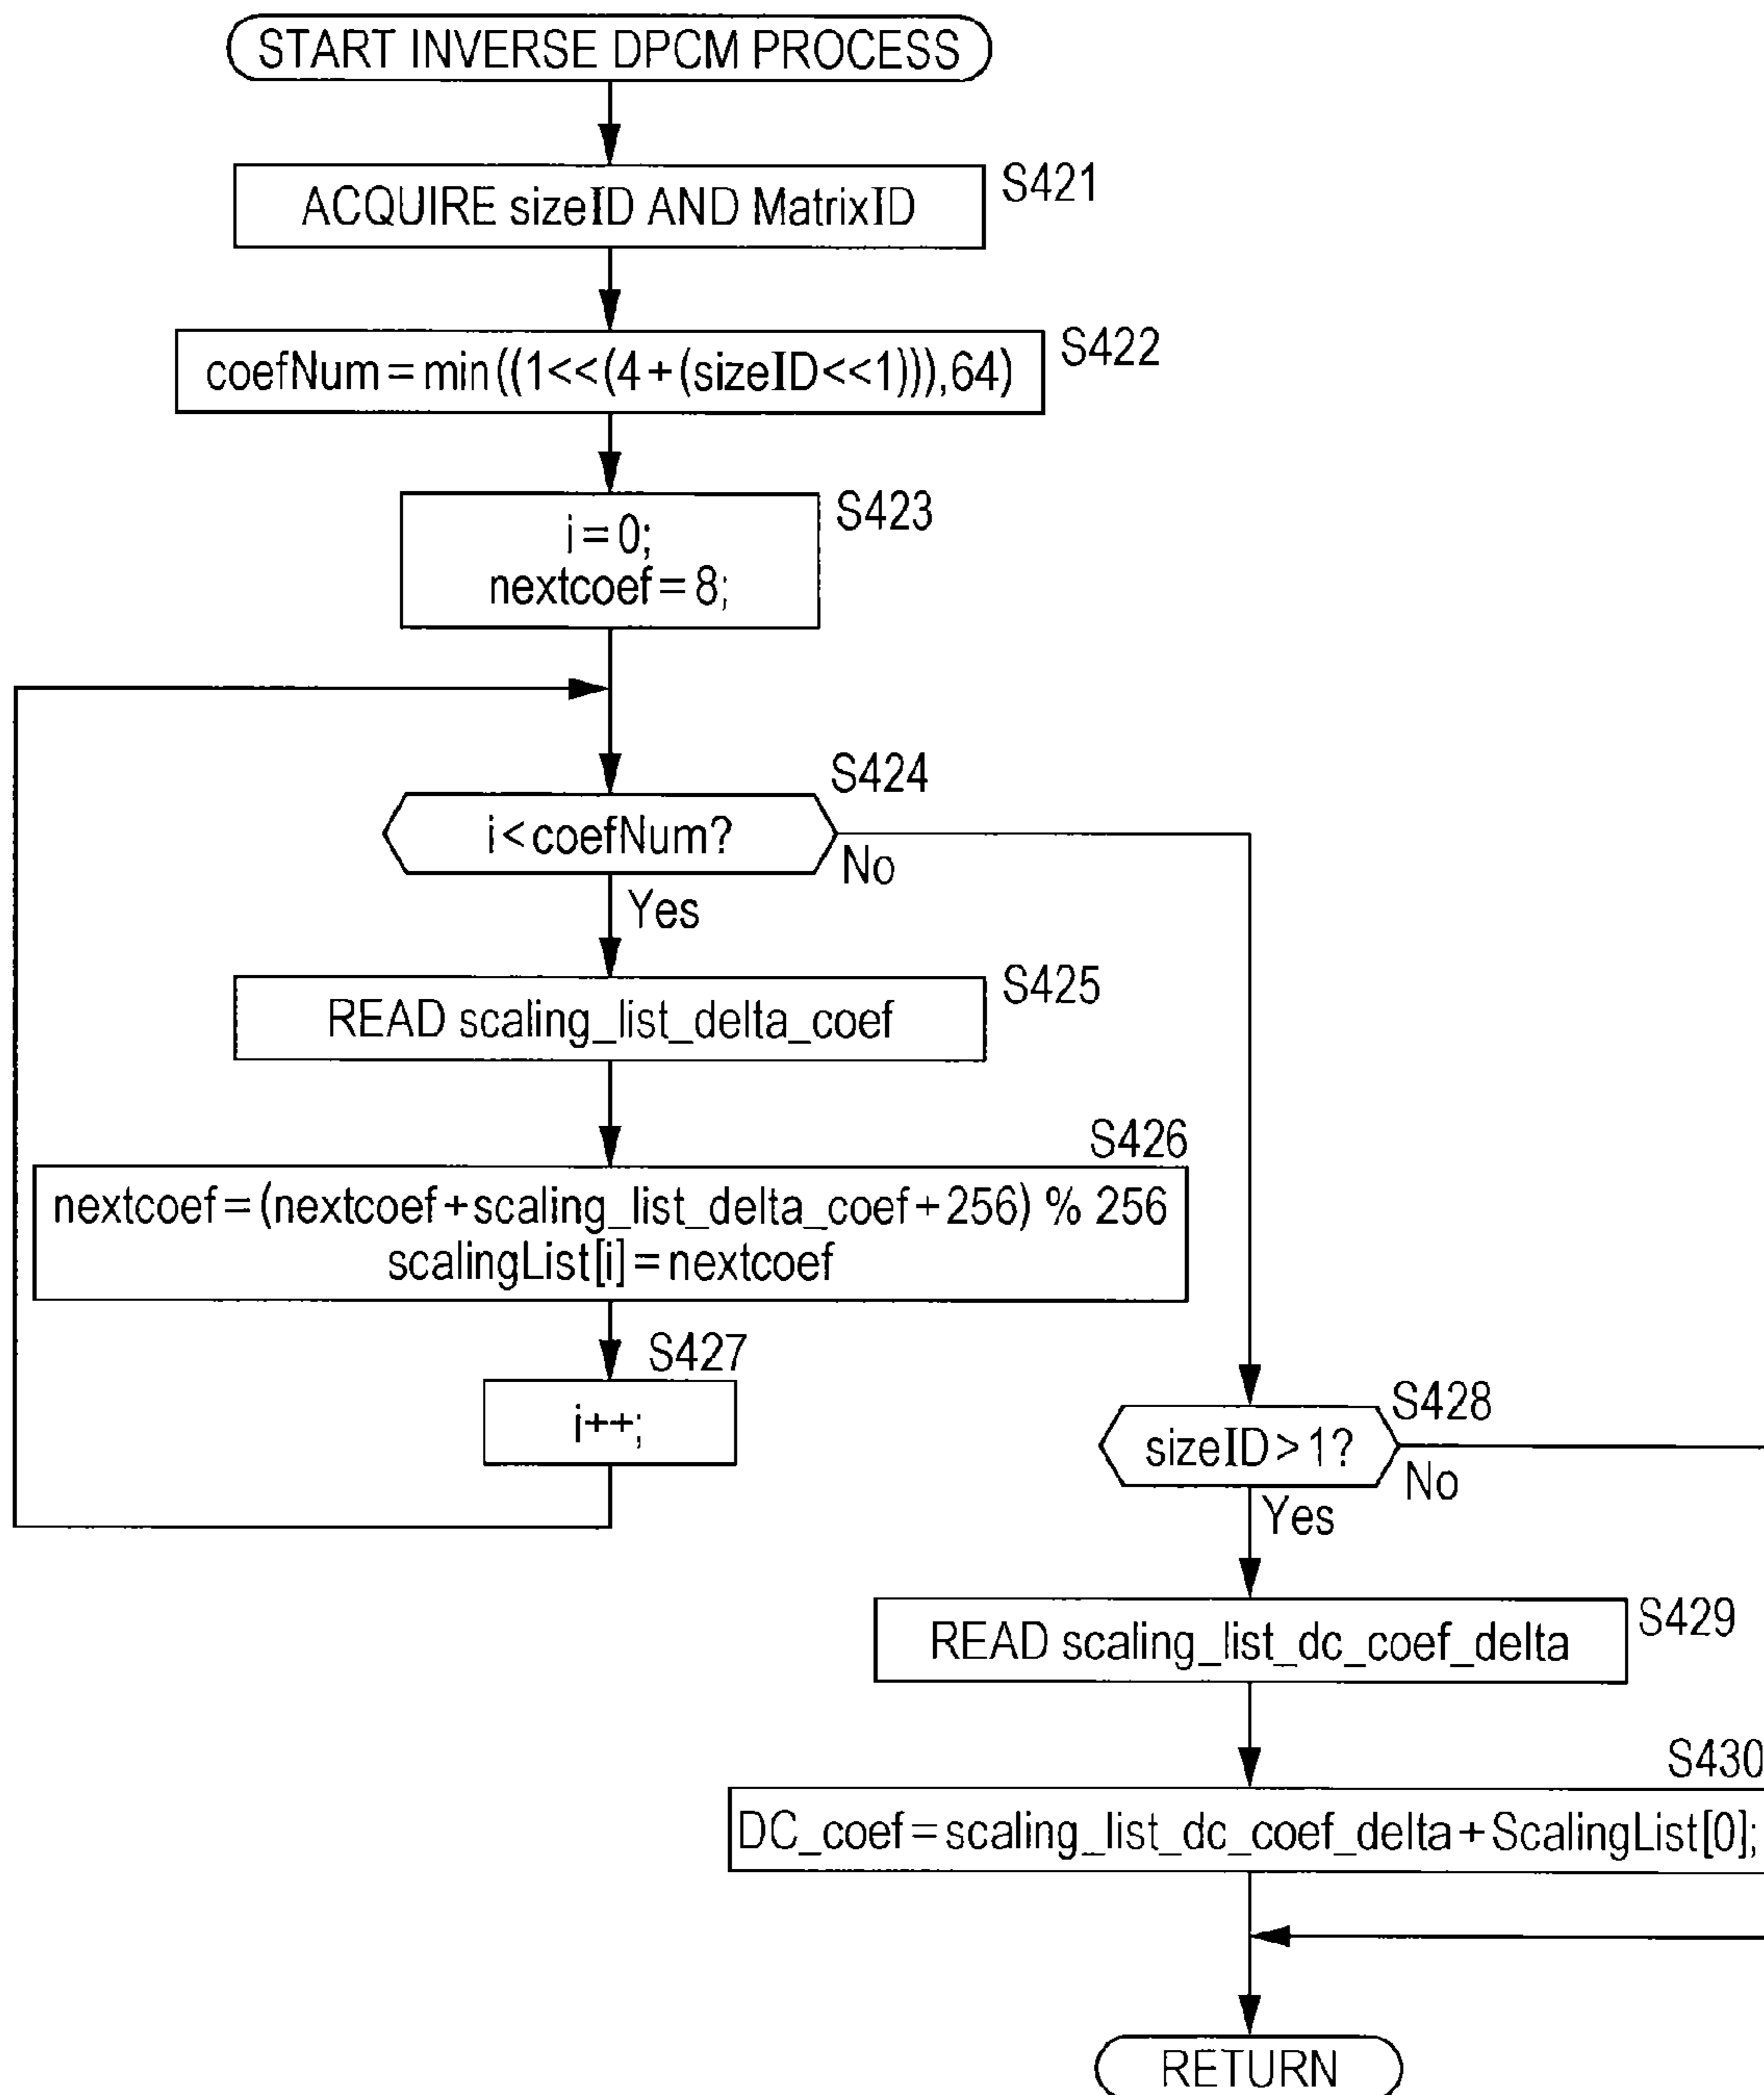 START INVERSE DPCM PROCESS
S421
ACQUIRE sizeID AND MatrixID
S422
coefNum=min((1<<(4+(sizeID<<1))),64)
S423
i=0;
nextcoef=8;
S424
i<coefNum?
No
Yes
S425
READ scaling_list_delta_coef
S426
nextcoef=(nextcoef+scaling_list_delta_coef+256) % 256
scalingList[i]=nextcoef
S427
i++;
S428
sizeID>1?
No
Yes
S429
READ scaling_list_dc_coef_delta
S430
DC_coef=scaling_list_dc_coef_delta+ScalingList[0];
RETURN